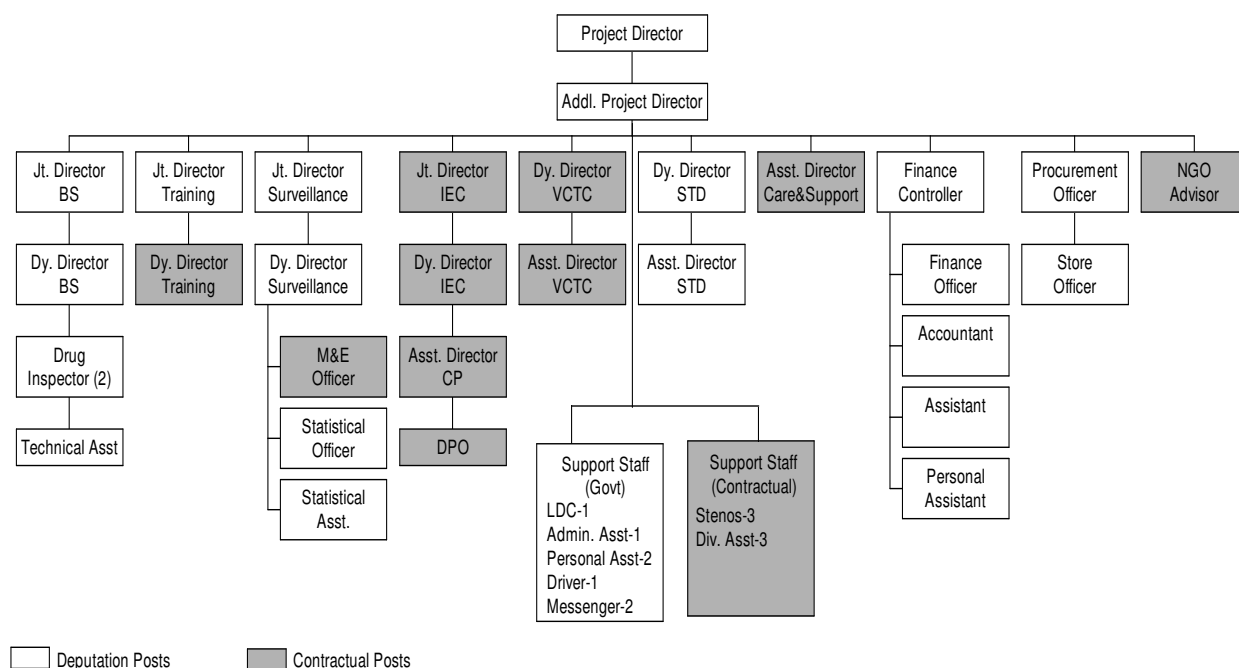 Project Director
Addl. Project Director
Jt. Director
BS
Jt. Director
Training
Jt. Director
Surveillance
Jt. Director
IEC
Dy. Director
VCTC
Dy. Director
STD
Asst. Director
Care&Support
Finance
Controller
Procurement
Officer
NGO
Advisor
Dy. Director
BS
Dy. Director
Training
Dy. Director
Surveillance
Dy. Director
IEC
Asst. Director
VCTC
Asst. Director
STD
Finance
Officer
Store
Officer
Drug
Inspector (2)
M&E
Officer
Asst. Director
CP
Accountant
Technical Asst
Statistical
Officer
DPO
Assistant
Statistical
Asst.
Personal
Assistant
Support Staff
(Govt)
LDC-1
Admin. Asst-1
Personal Asst-2
Driver-1
Messenger-2
Support Staff
(Contractual)
Stenos-3
Div. Asst-3
Deputation Posts
Contractual Posts